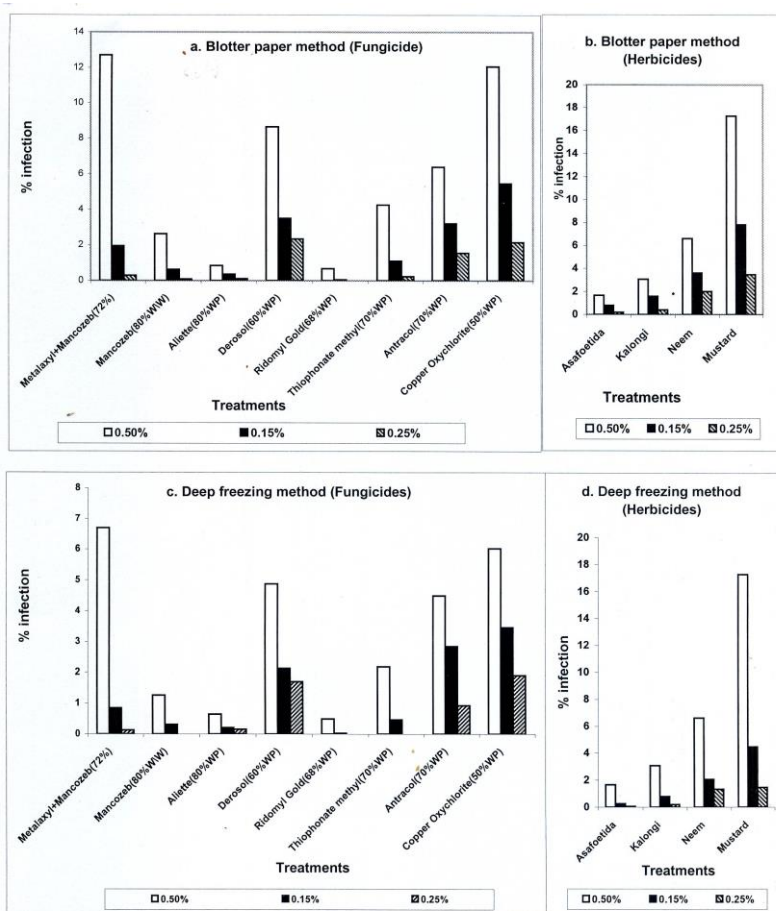 a. Blotter paper method (Fungicide)
% infection
14
12
10
8
6
4
2
0
Metalaxyl+Mancozeb(72%)
Mancozeb(80%W\W)
Aliette(80%WP)
Derosol(60%WP)
Ridomyl Gold(68%WP)
Thiophonate methyl(70%WP)
Antracol(70%WP)
Copper Oxychlorite(50%WP)
Treatments
0.50% 0.15% 0.25%
b. Blotter paper method
(Herbicides)
% infection
20
18
16
14
12
10
8
6
4
2
0
Asafoetida
Kalongi
Neem
Mustard
Treatments
0.50% 0.15% 0.25%
c. Deep freezing method (Fungicides)
% infection
8
7
6
5
4
3
2
1
0
Metalaxyl+Mancozeb(72%)
Mancozeb(80%W\W)
Aliette(80%WP)
Derosol(60%WP)
Ridomyl Gold(68%WP)
Thiophonate methyl(70%WP)
Antracol(70%WP)
Copper Oxychlorite(50%WP)
Treatments
0.50% 0.15% 0.25%
d. Deep freezing method
(Herbicides)
% infection
20
18
16
14
12
10
8
6
4
2
0
Asafoetida
Kalongi
Neem
Mustard
Treatments
0.50% 0.15% 0.25%